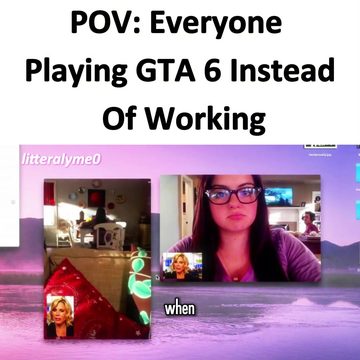 POV: Everyone
Playing GTA 6 Instead
Of Working
litteralyme0
when